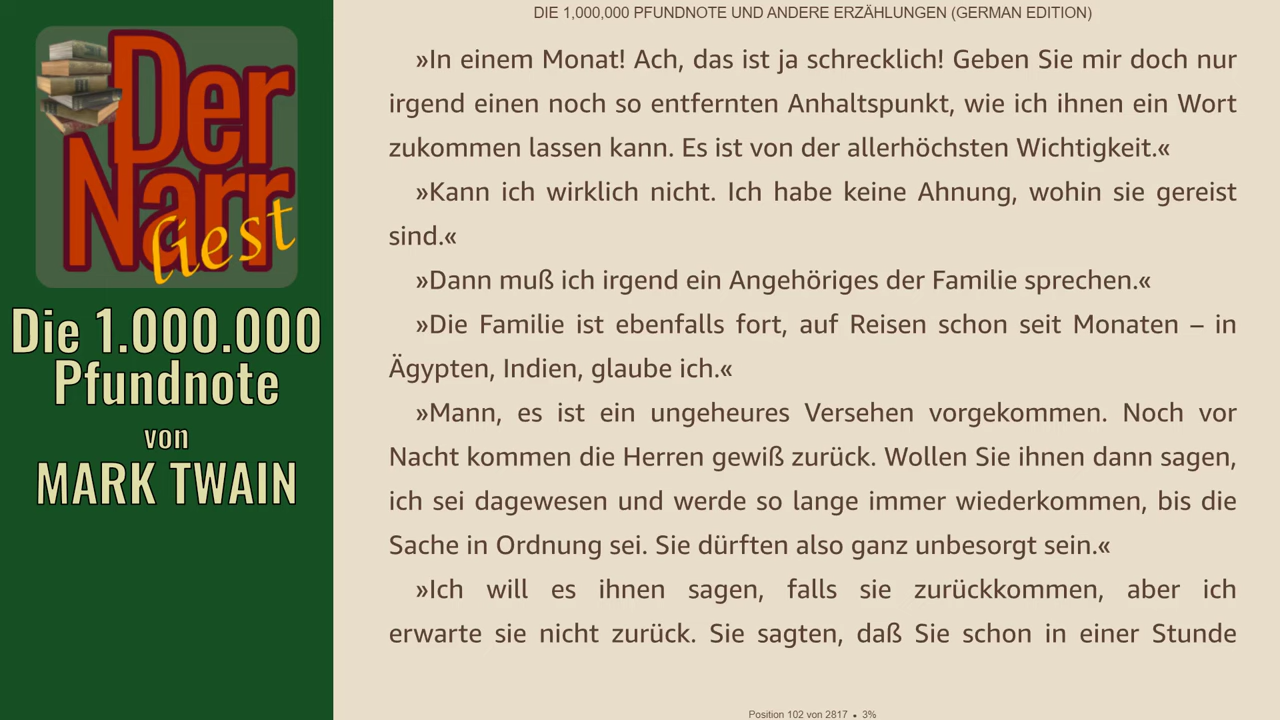 Der
Narr
liest
Die 1.000.000
Pfundnote
von
MARK TWAIN
DIE 1,000,000 PFUNDNOTE UND ANDERE ERZÄHLUNGEN (GERMAN EDITION)
»In einem Monat! Ach, das ist ja schrecklich! Geben Sie mir doch nur
irgend einen noch so entfernten Anhaltspunkt, wie ich ihnen ein Wort
zukommen lassen kann. Es ist von der allerhöchsten Wichtigkeit.«
»Kann ich wirklich nicht. Ich habe keine Ahnung, wohin sie gereist
sind.«
»Dann muß ich irgend ein Angehöriges der Familie sprechen.«
»Die Familie ist ebenfalls fort, auf Reisen schon seit Monaten – in
Ägypten, Indien, glaube ich.«
»Mann, es ist ein ungeheures Versehen vorgekommen. Noch vor
Nacht kommen die Herren gewiß zurück. Wollen Sie ihnen dann sagen,
ich sei dagewesen und werde so lange immer wiederkommen, bis die
Sache in Ordnung sei. Sie dürften also ganz unbesorgt sein.«
»Ich will es ihnen sagen, falls sie zurückkommen, aber ich
erwarte sie nicht zurück. Sie sagten, daß Sie schon in einer Stunde
Position 102 von 2817 • 3%